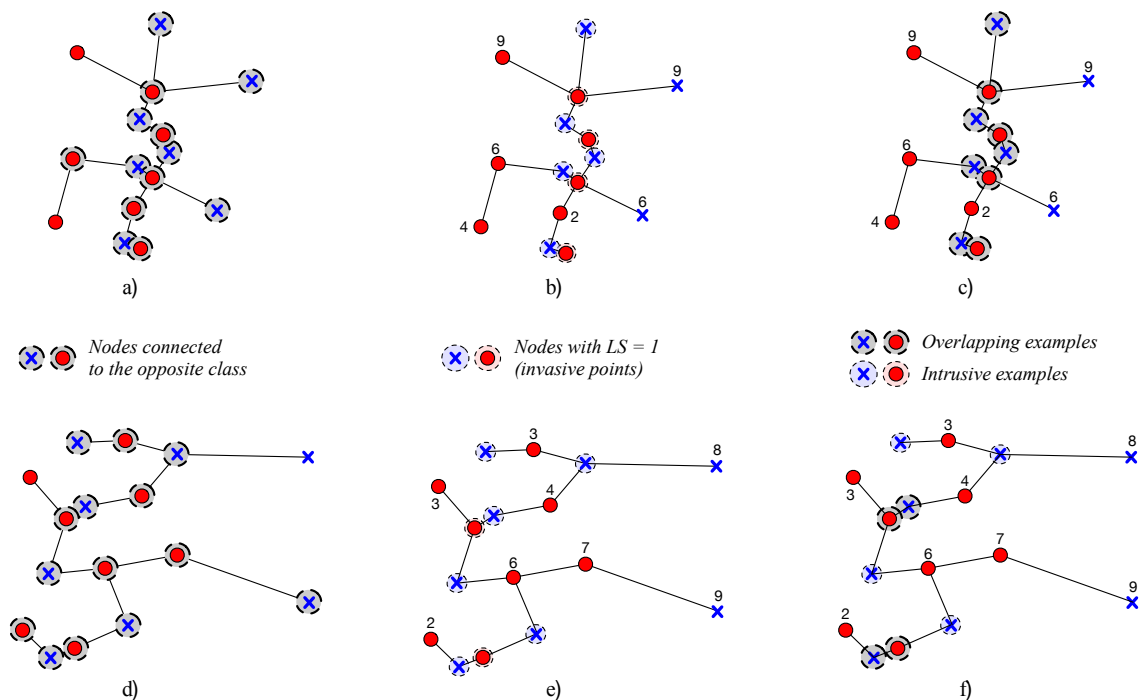 9
9
6
4
2
6
9
9
6
4
2
6
a)
b)
c)
Nodes connected
to the opposite class
Nodes with LS = 1
(invasive points)
Overlapping examples
Intrusive examples
3
8
3
4
6
7
9
2
3
8
3
4
6
7
9
2
d)
e)
f)